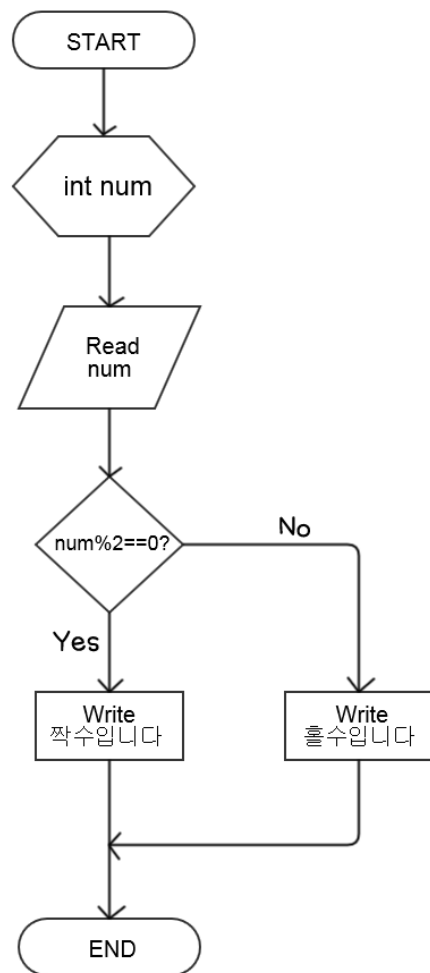 START
int num
Read
num
num%2==0?
No
Yes
Write
짝수입니다
Write
홀수입니다
END